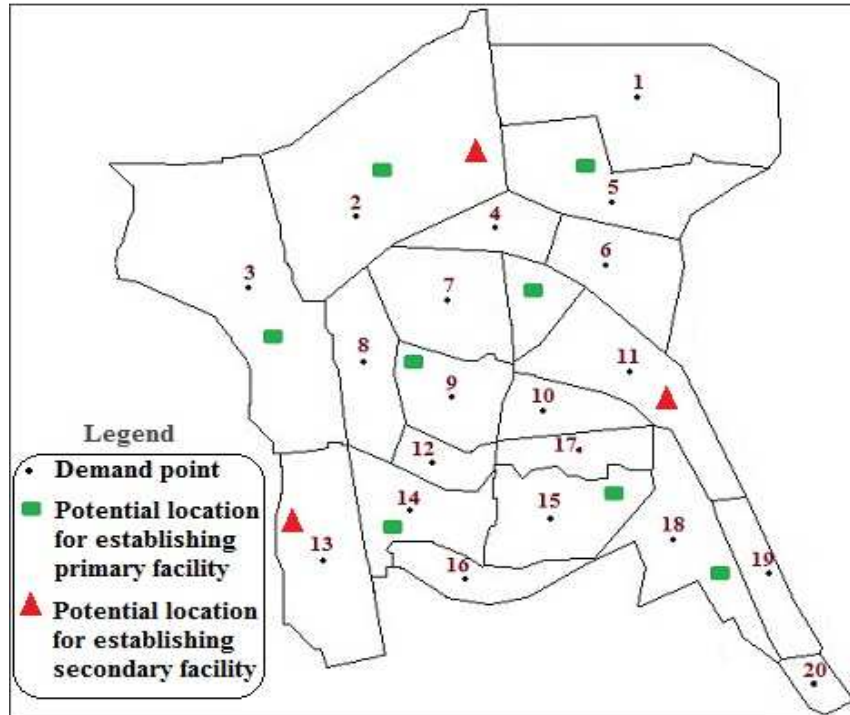 1
2
5
4
6
3
7
8
11
9
10
Legend
17
12
Demand point
14
15
Potential location
for establishing
primary facility
18
13
16
19
Potential location
for establishing
secondary facility
20